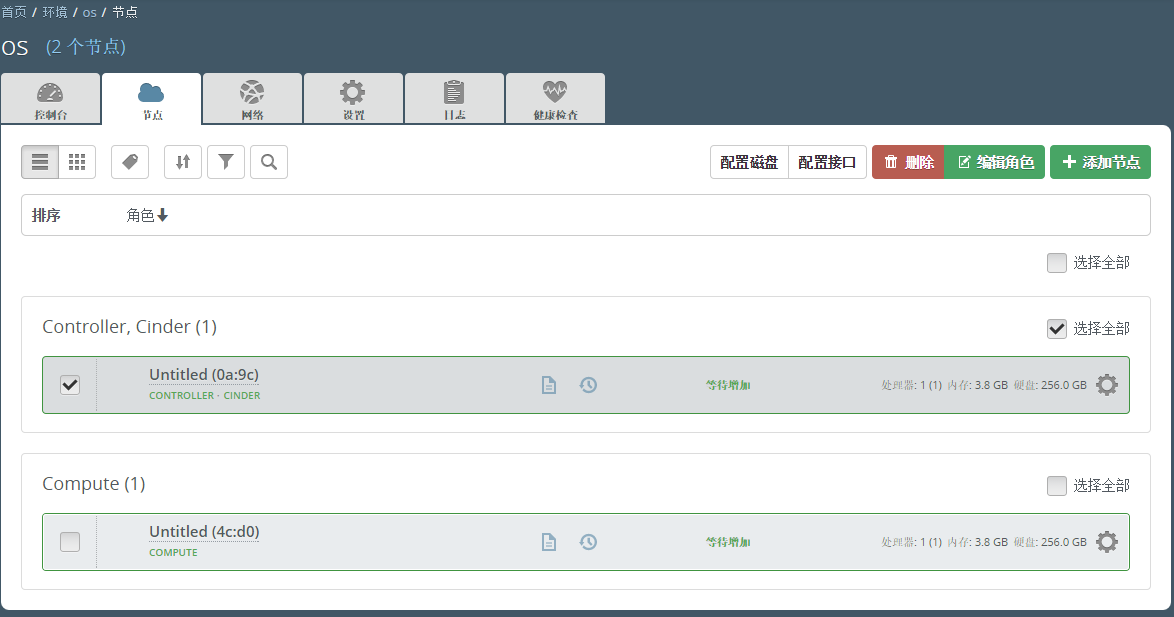 首页 / 环境 / os / 节点
os (2 个节点)
控制台 节点 网络 设置 日志 健康检查
配置磁盘 配置接口 删除 编辑角色 添加节点
排序 角色
选择全部
Controller, Cinder (1) 选择全部
Untitled (0a:9c)
CONTROLLER · CINDER
等待增加 处理器: 1 (1) 内存: 3.8 GB 硬盘: 256.0 GB
Compute (1) 选择全部
Untitled (4c:d0)
COMPUTE
等待增加 处理器: 1 (1) 内存: 3.8 GB 硬盘: 256.0 GB